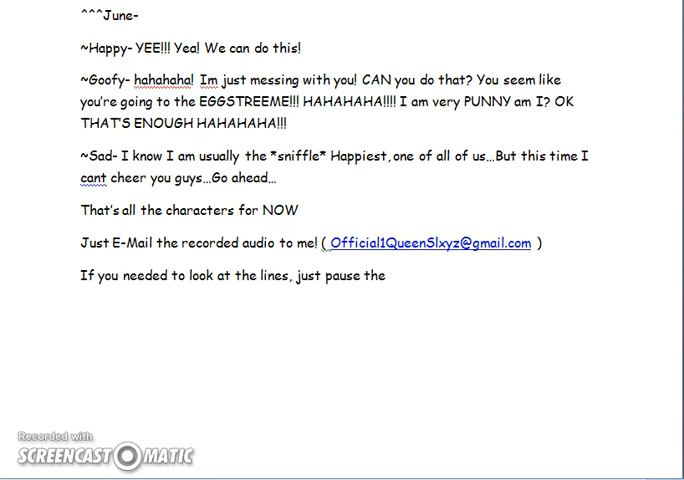 ^^^June-
~Happy- YEE!!! Yea! We can do this!
~Goofy- hahahaha! Im just messing with you! CAN you do that? You seem like
you're going to the EGGSTREEME!!! HAHAHAHA!!!! I am very PUNNY am I? OK
THAT'S ENOUGH HAHAHAHA!!!
~Sad- I know I am usually the *sniffle* Happiest, one of all of us...But this time I
cant cheer you guys...Go ahead...
That's all the characters for NOW
Just E-Mail the recorded audio to me! ( Official1QueenSlxyz@gmail.com )
If you needed to look at the lines, just pause the
Recorded with
SCREENCAST O MATIC